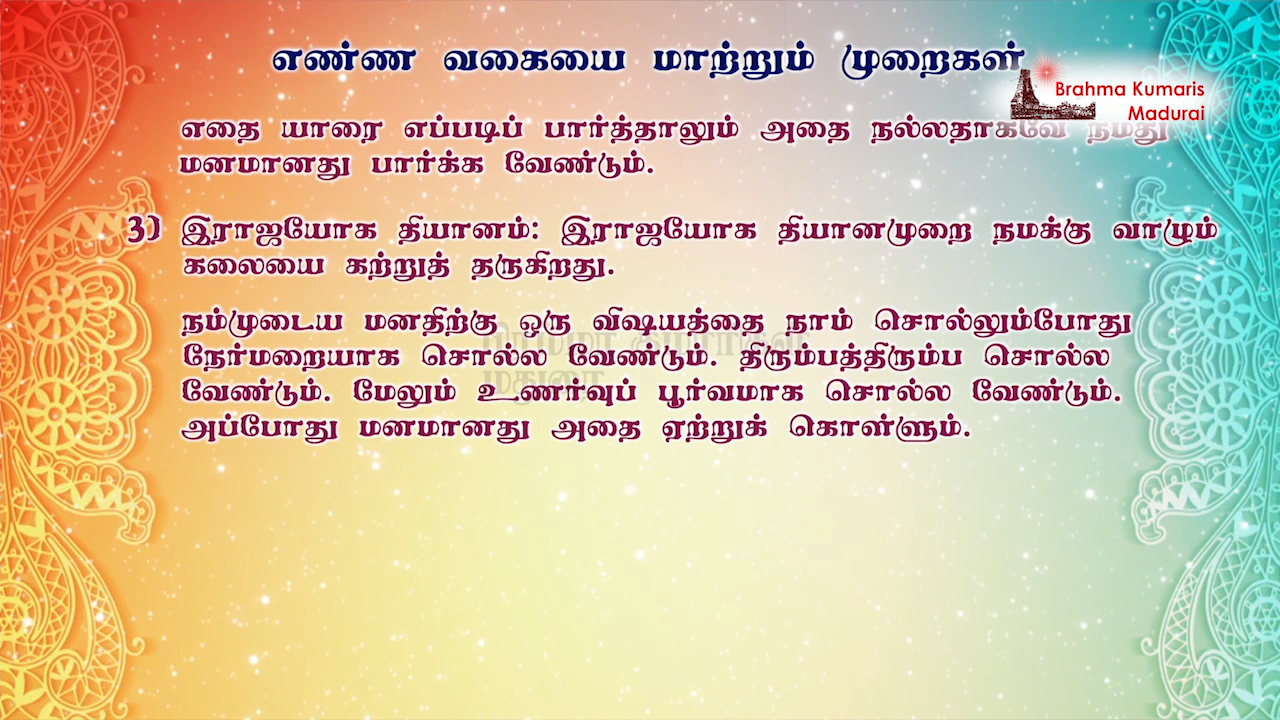 எண்ண வகையை மாற்றும் முறைகள்
Brahma Kumaris
Madurai
எதை யாரை எப்படிப் பார்த்தாலும் அதை நல்லதாகவே நமது
மனமானது பார்க்க வேண்டும்.
3) இராஜயோக தியானம்: இராஜயோக தியானமுறை நமக்கு வாழும்
கலையை கற்றுத் தருகிறது.
நம்முடைய மனதிற்கு ஒரு விஷயத்தை நாம் சொல்லும்போது
நேர்மறையாக சொல்ல வேண்டும். திரும்பத்திரும்ப சொல்ல
வேண்டும். மேலும் உணர்வுப் பூர்வமாக சொல்ல வேண்டும்.
அப்போது மனமானது அதை ஏற்றுக் கொள்ளும்.
மதுரை